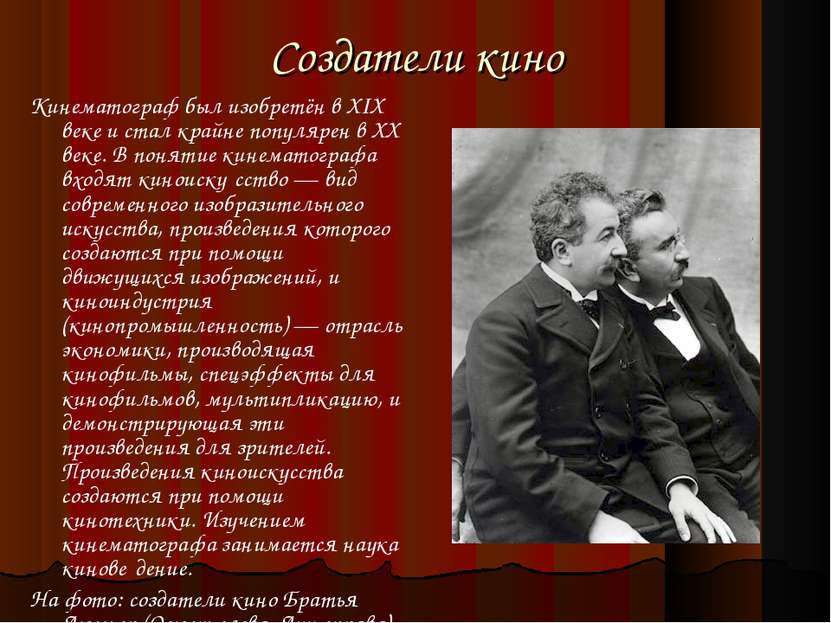 Создатели кино
Кинематограф был изобретён в XIX
веке и стал крайне популярен в XX
веке. В понятие кинематографа
входят киноиску сство — вид
современного изобразительного
искусства, произведения которого
создаются при помощи
движущихся изображений, и
киноиндустрия
(кинопромышленность) — отрасль
экономики, производящая
кинофильмы, спецэффекты для
кинофильмов, мультипликацию, и
демонстрирующая эти
произведения для зрителей.
Произведения киноискусства
создаются при помощи
кинотехники. Изучением
кинематографа занимается наука
кинове дение.
На фото: создатели кино Братья